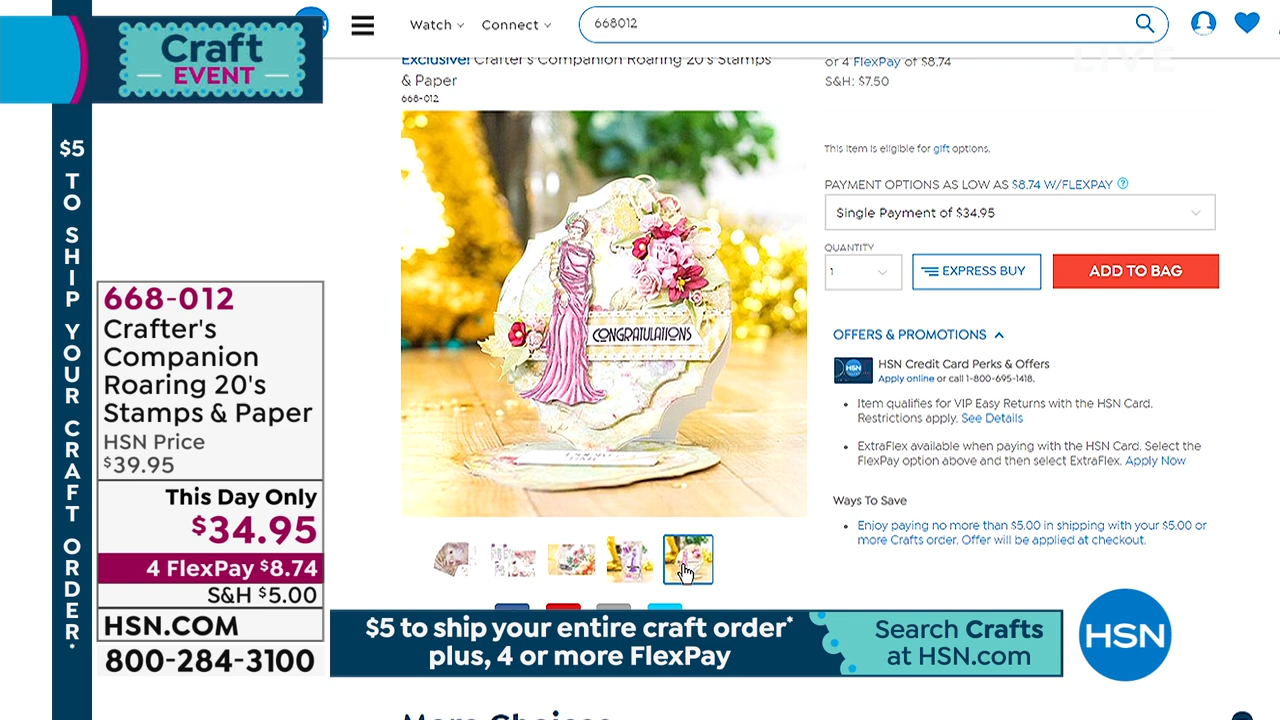 Craft
EVENT
$5 TO SHIP YOUR CRAFT ORDER.*
668-012
Crafter's
Companion
Roaring 20's
Stamps & Paper
HSN Price
$39.95
This Day Only
$34.95
4 FlexPay $8.74
S&H $5.00
HSN.COM
800-284-3100
Watch
Connect
668012
LIVE
Exclusive! Crafter's Companion Roaring 20's Stamps
& Paper
668-012
CONGRATULATIONS
or 4 FlexPay of $8.74
S&H: $7.50
This item is eligible for gift options.
PAYMENT OPTIONS AS LOW AS $8.74 W/FLEXPAY ?
Single Payment of $34.95
QUANTITY
1
EXPRESS BUY
ADD TO BAG
OFFERS & PROMOTIONS
HSN
HSN Credit Card Perks & Offers
Apply online or call 1-800-695-1418.
• Item qualifies for VIP Easy Returns with the HSN Card.
Restrictions apply. See Details
• ExtraFlex available when paying with the HSN Card. Select the
FlexPay option above and then select ExtraFlex. Apply Now
Ways To Save
• Enjoy paying no more than $5.00 in shipping with your $5.00 or
more Crafts order. Offer will be applied at checkout.
$5 to ship your entire craft order*
plus, 4 or more FlexPay
Search Crafts
at HSN.com
HSN
More Choices